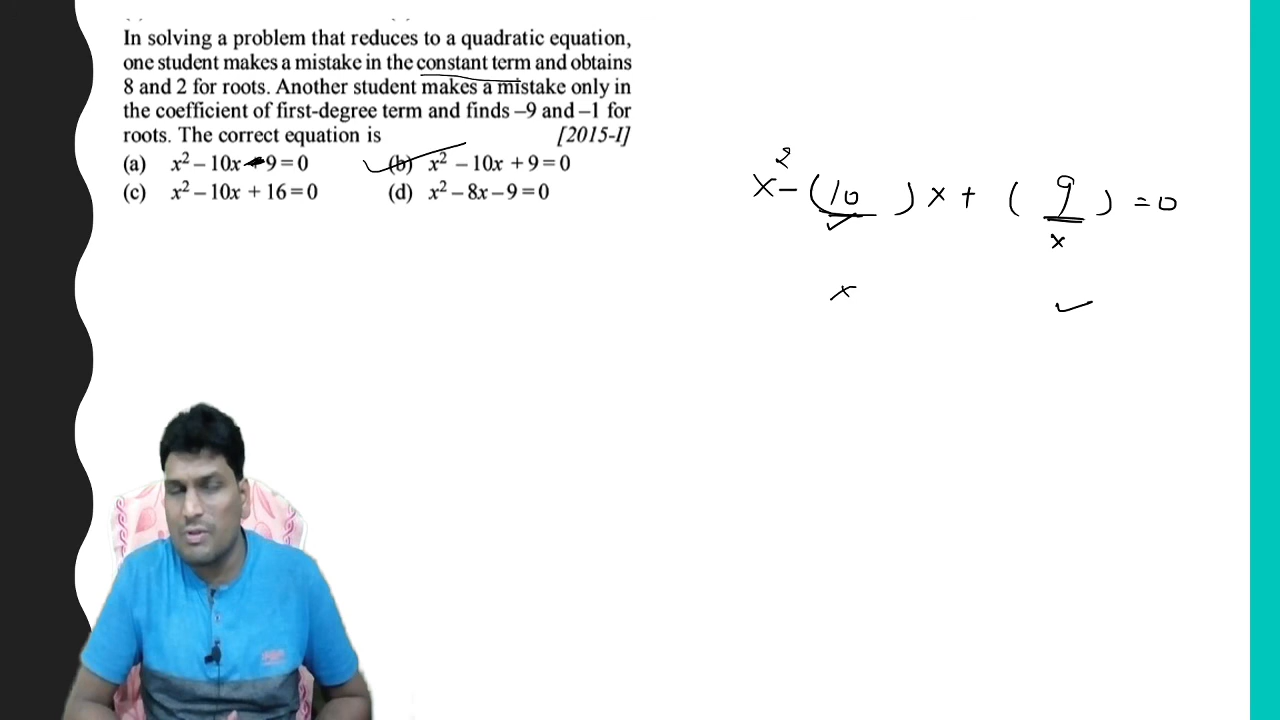 In solving a problem that reduces to a quadratic equation,
one student makes a mistake in the constant term and obtains
8 and 2 for roots. Another student makes a mistake only in
the coefficient of first-degree term and finds –9 and –1 for
roots. The correct equation is [2015-I]
(a) x² – 10x – 9 = 0 (b) x² – 10x + 9 = 0
(c) x² – 10x + 16 = 0 (d) x² – 8x – 9 = 0
x² – (10) x + (9) = 0
✓ x
x ✓